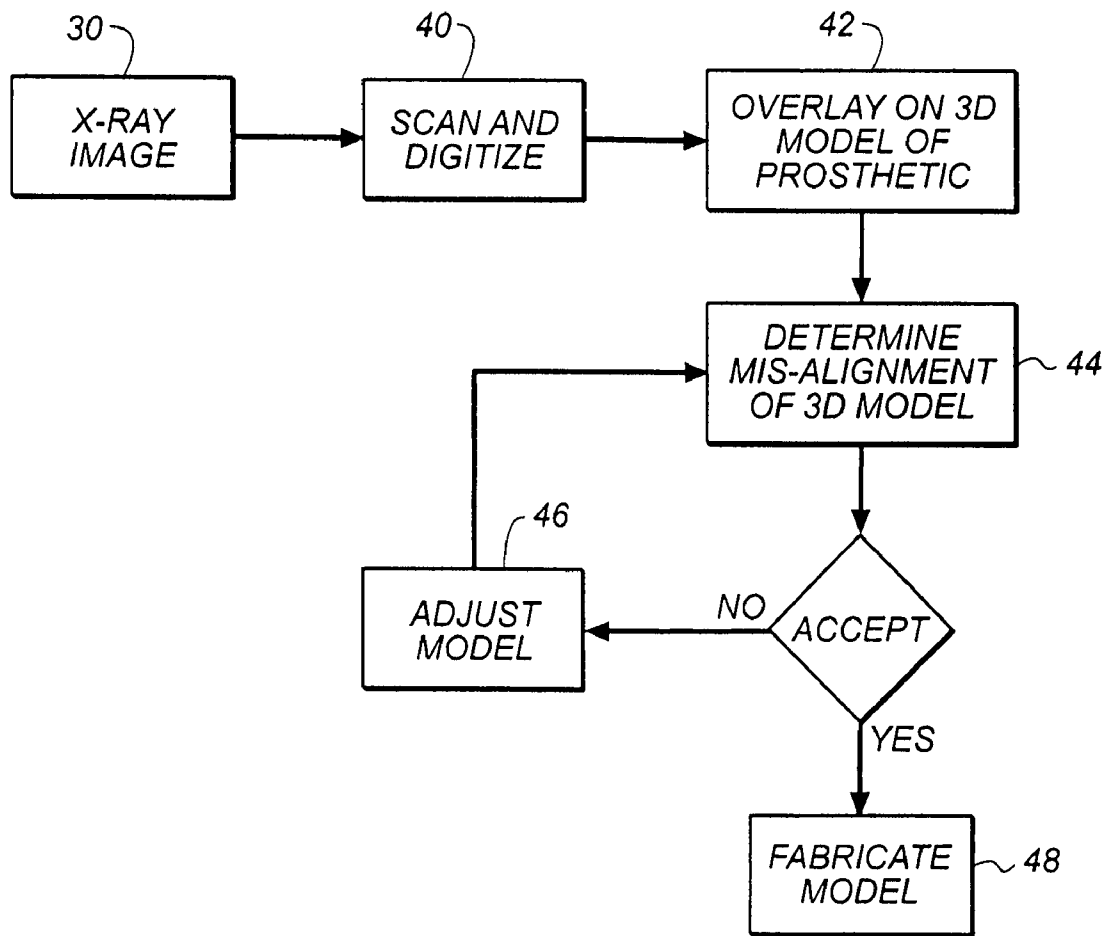 30
X-RAY
IMAGE
40
SCAN AND
DIGITIZE
42
OVERLAY ON 3D
MODEL OF
PROSTHETIC
DETERMINE
MIS-ALIGNMENT
OF 3D MODEL
44
46
ADJUST
MODEL
NO
ACCEPT
YES
FABRICATE
MODEL
48